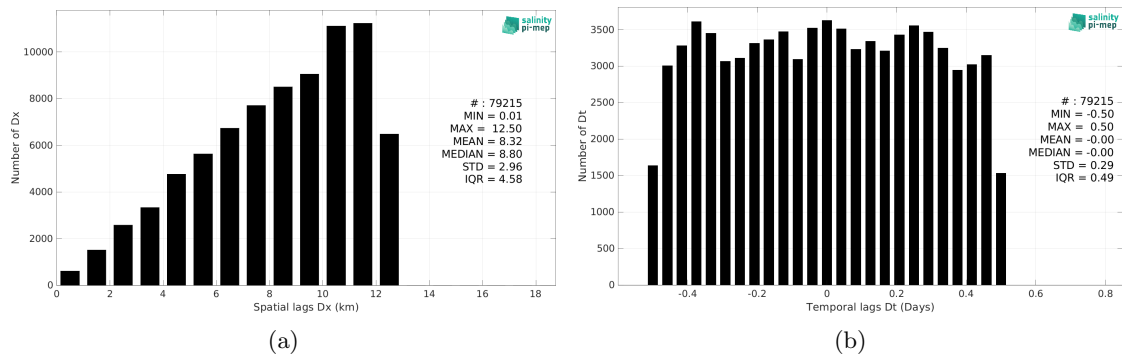 salinity
pi-mep
10000
8000
6000
4000
2000
0
Number of Dx
# : 79215
MIN = 0.01
MAX = 12.50
MEAN = 8.32
MEDIAN = 8.80
STD = 2.96
IQR = 4.58
0 2 4 6 8 10 12 14 16 18
Spatial lags Dx (km)
(a)
salinity
pi-mep
3500
3000
2500
2000
1500
1000
500
0
Number of Dt
# : 79215
MIN = -0.50
MAX = 0.50
MEAN = -0.00
MEDIAN = -0.00
STD = 0.29
IQR = 0.49
-0.4 -0.2 0 0.2 0.4 0.6 0.8
Temporal lags Dt (Days)
(b)